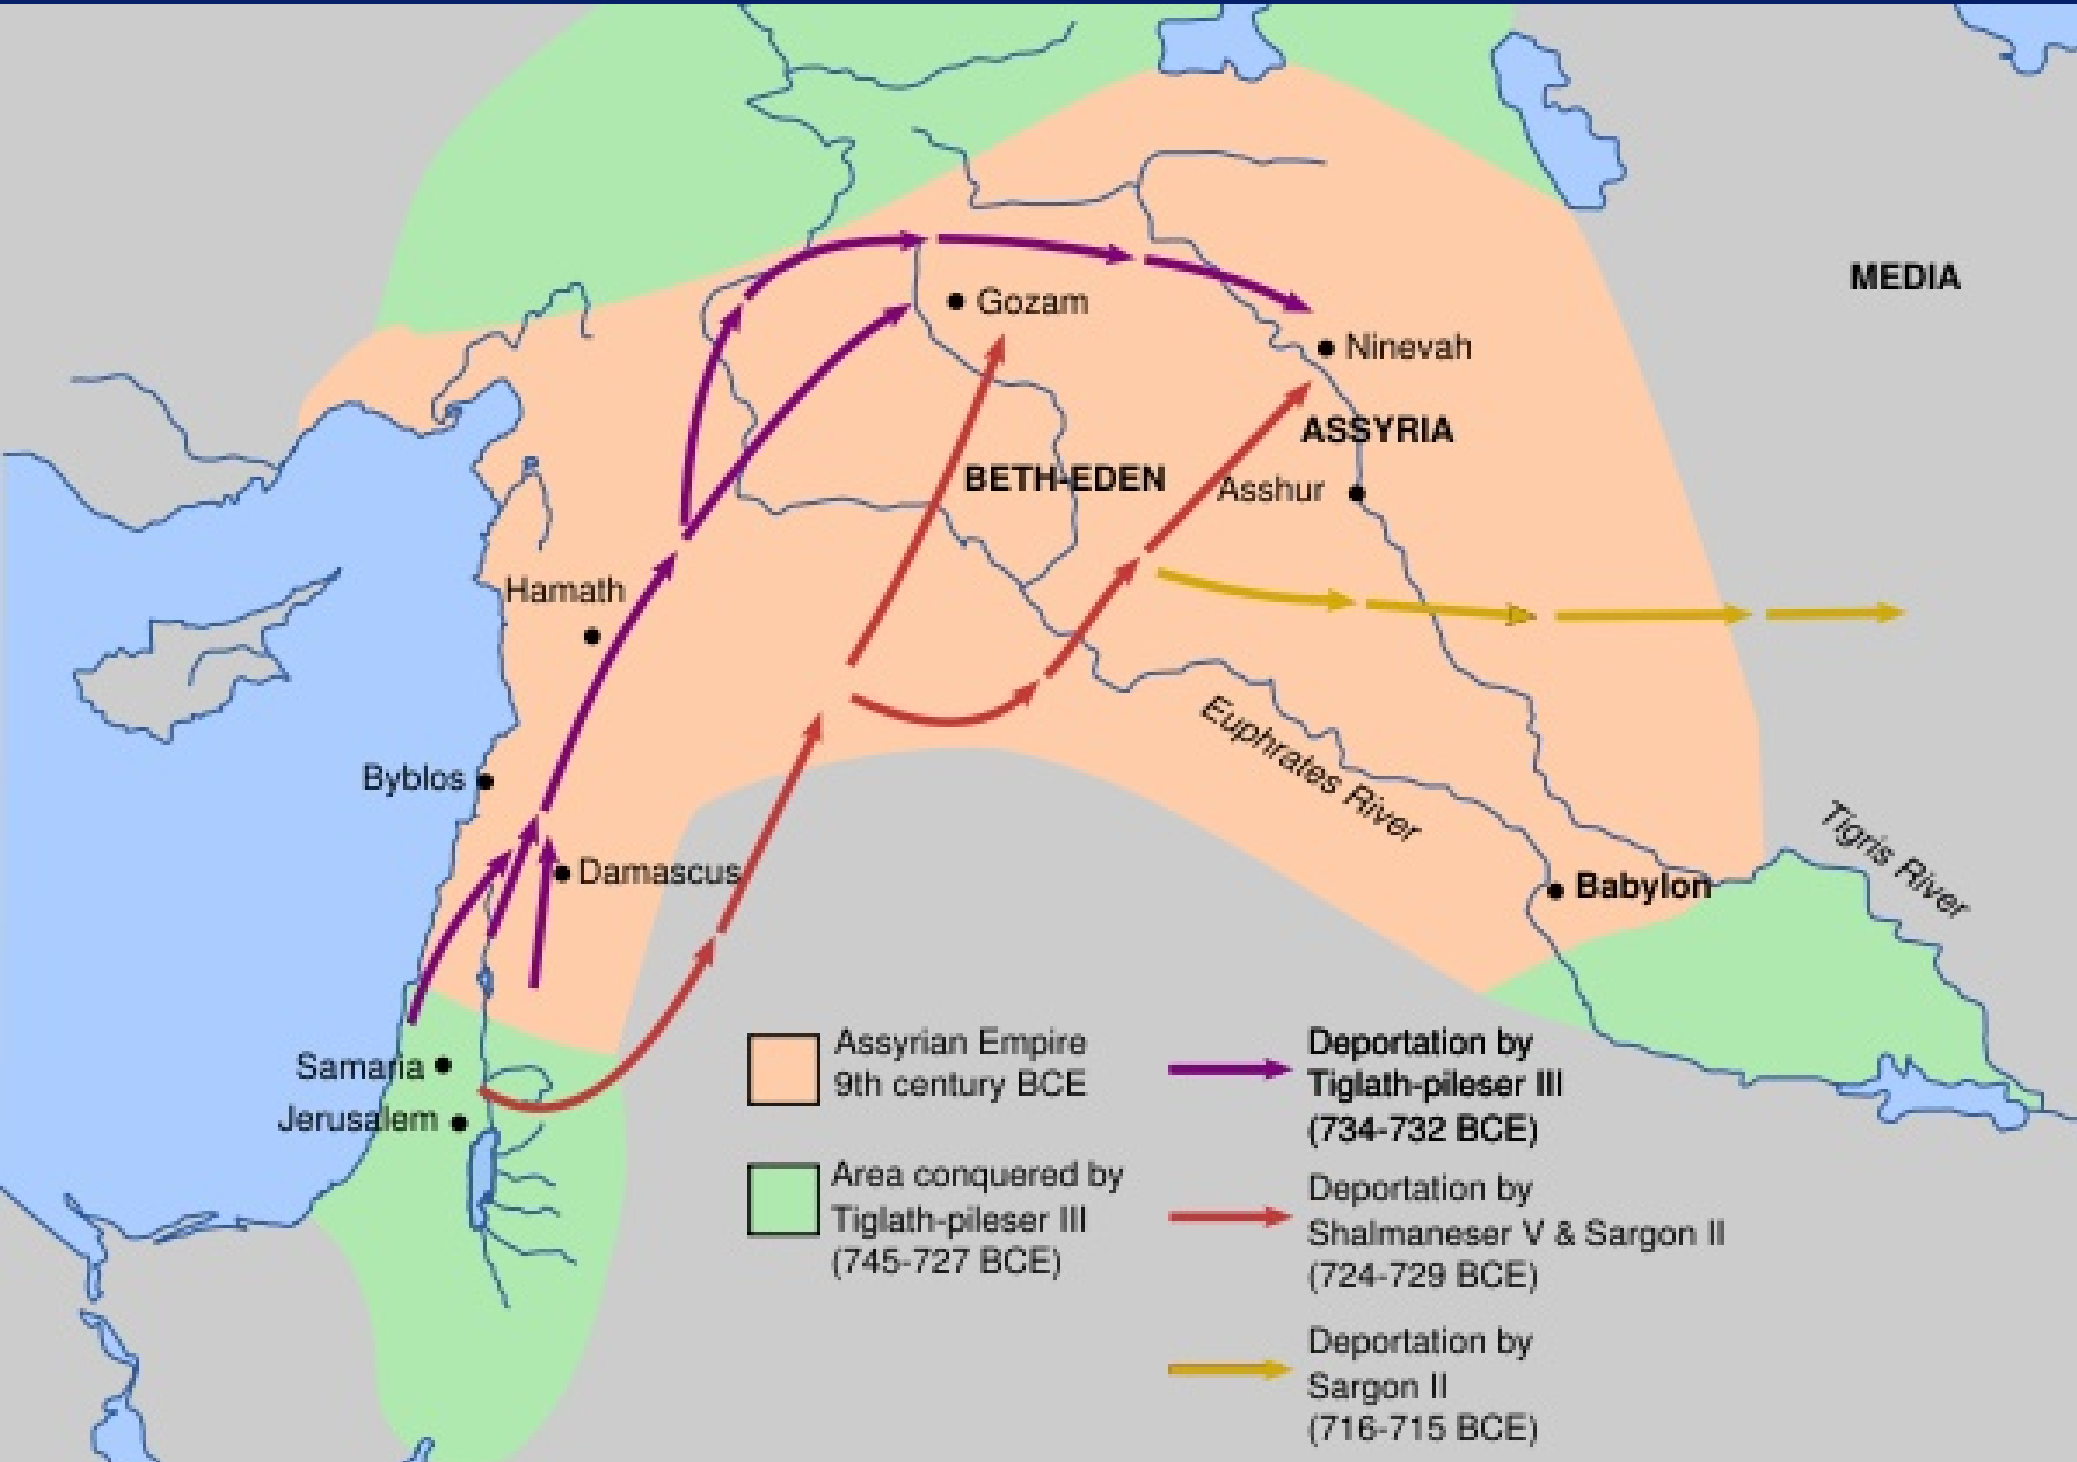 MEDIA
Gozam
Ninevah
ASSYRIA
BETH-EDEN
Asshur
Hamath
Euphrates River
Byblos
Tigris River
Damascus
Babylon
Samaria
Jerusalem
Assyrian Empire
9th century BCE
Area conquered by
Tiglath-pileser III
(745-727 BCE)
Deportation by
Tiglath-pileser III
(734-732 BCE)
Deportation by
Shalmaneser V & Sargon II
(724-729 BCE)
Deportation by
Sargon II
(716-715 BCE)